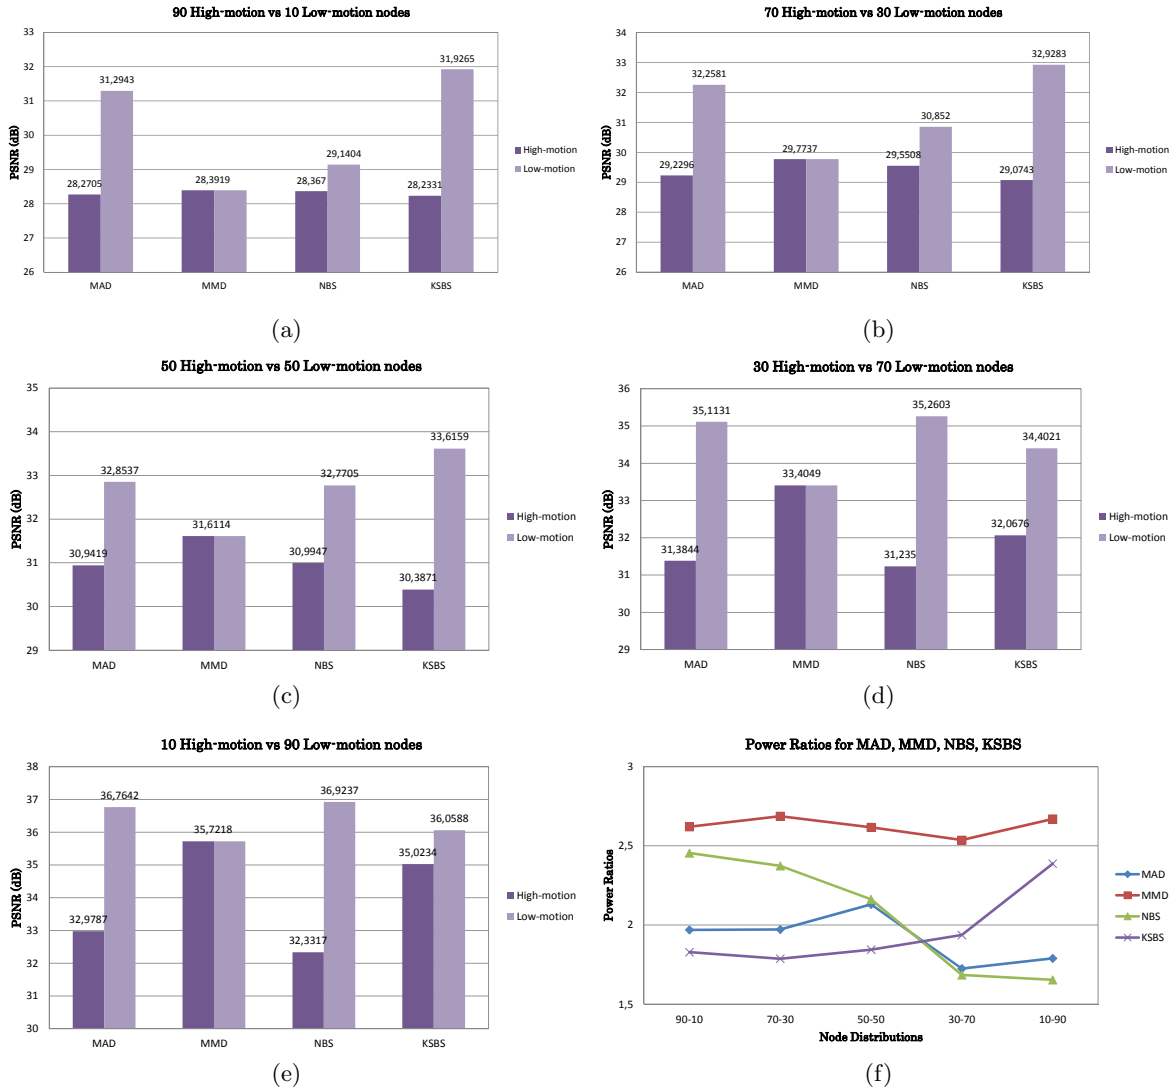 90 High-motion vs 10 Low-motion nodes
33
32
31
30
29
28
27
26
PSNR (dB)
31,2943
31,9265
29,1404
28,2705
28,3919
28,367
28,2331
MAD
MMD
NBS
KSBS
High-motion
Low-motion
(a)
70 High-motion vs 30 Low-motion nodes
34
33
32
31
30
29
28
27
26
PSNR (dB)
32,2581
32,9283
30,852
29,2296
29,7737
29,5508
29,0743
MAD
MMD
NBS
KSBS
High-motion
Low-motion
(b)
50 High-motion vs 50 Low-motion nodes
35
34
33
32
31
30
29
PSNR (dB)
32,8537
33,6159
32,7705
31,6114
30,9419
30,9947
30,3871
MAD
MMD
NBS
KSBS
High-motion
Low-motion
(c)
30 High-motion vs 70 Low-motion nodes
36
35
34
33
32
31
30
29
PSNR (dB)
35,1131
35,2603
34,4021
33,4049
32,0676
31,3844
31,235
MAD
MMD
NBS
KSBS
High-motion
Low-motion
(d)
10 High-motion vs 90 Low-motion nodes
38
37
36
35
34
33
32
31
30
PSNR (dB)
36,7642
36,9237
36,0588
35,7218
35,0234
32,9787
32,3317
MAD
MMD
NBS
KSBS
High-motion
Low-motion
(e)
Power Ratios for MAD, MMD, NBS, KSBS
3
2,5
2
1,5
Power Ratios
90-10
70-30
50-50
30-70
10-90
Node Distributions
MAD
MMD
NBS
KSBS
(f)